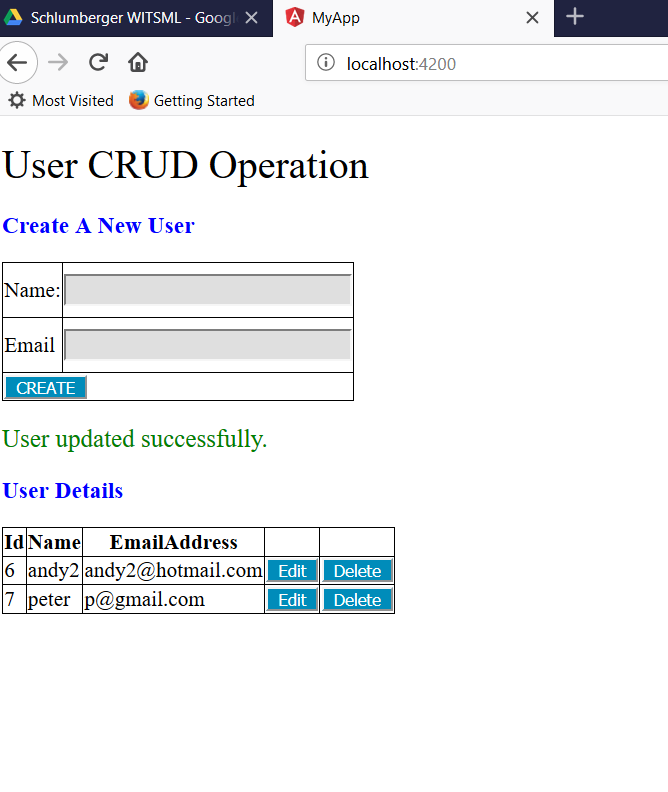 Schlumberger WITSML - Googl
MyApp
localhost:4200
Most Visited Getting Started
User CRUD Operation
Create A New User
Name:
Email
CREATE
User updated successfully.
User Details
Id Name EmailAddress
6 andy2 andy2@hotmail.com Edit Delete
7 peter p@gmail.com Edit Delete